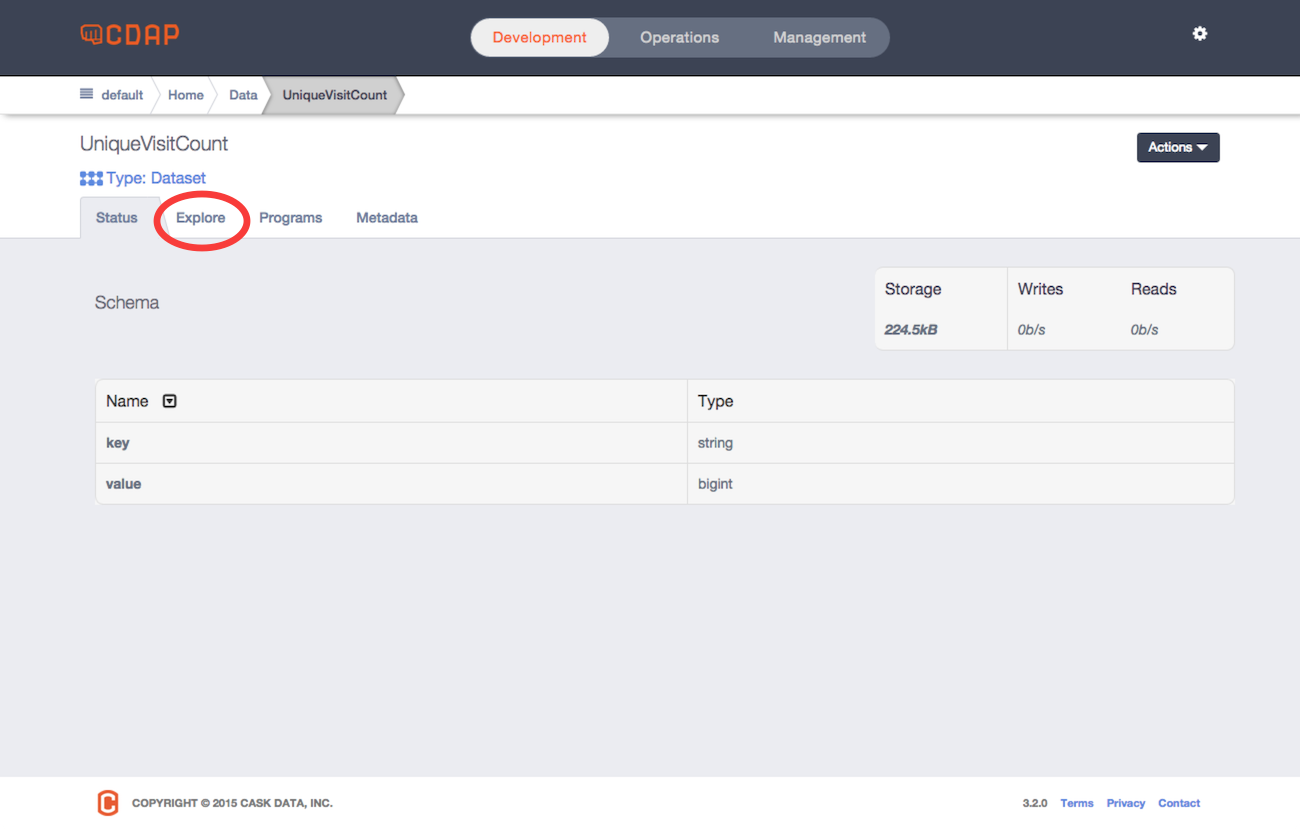 CDAP
Development Operations Management
default Home Data UniqueVisitCount
UniqueVisitCount
Actions
Type: Dataset
Status Explore Programs Metadata
Schema
Storage Writes Reads
224.5kB 0b/s 0b/s
Name Type
key string
value bigint
COPYRIGHT © 2015 CASK DATA, INC. 3.2.0 Terms Privacy Contact